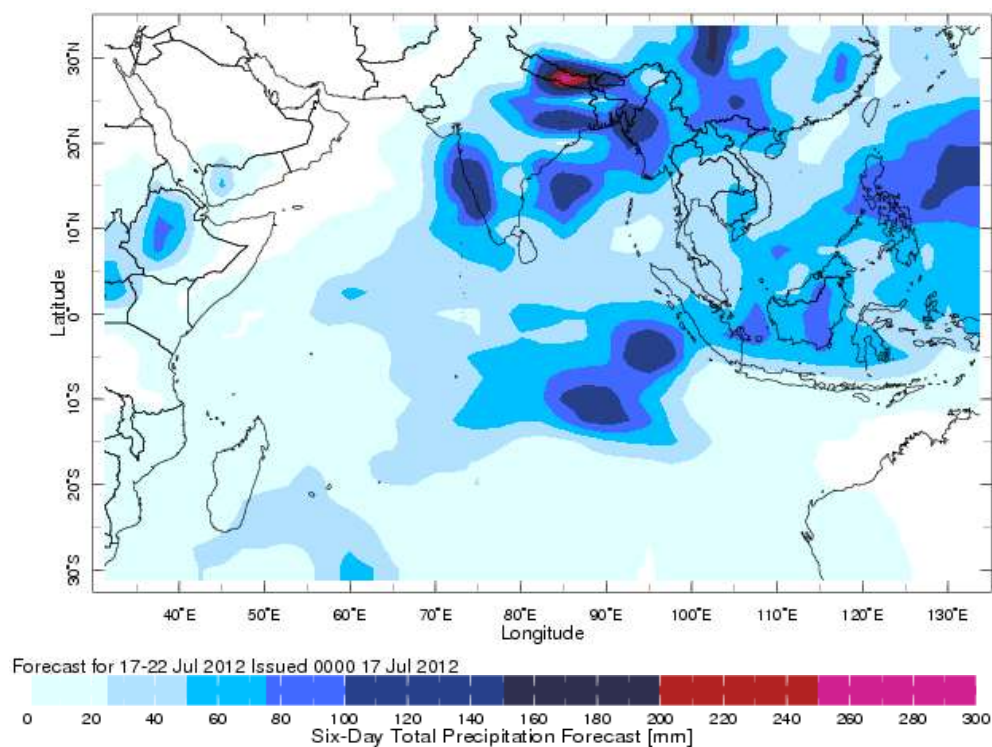 30˚N
20˚N
10˚N
0˚
10˚S
20˚S
30˚S
Latitude
40˚E 50˚E 60˚E 70˚E 80˚E 90˚E 100˚E 110˚E 120˚E 130˚E
Longitude
Forecast for 17-22 Jul 2012 Issued 0000 17 Jul 2012
0 20 40 60 80 100 120 140 160 180 200 220 240 260 280 300
Six-Day Total Precipitation Forecast [mm]